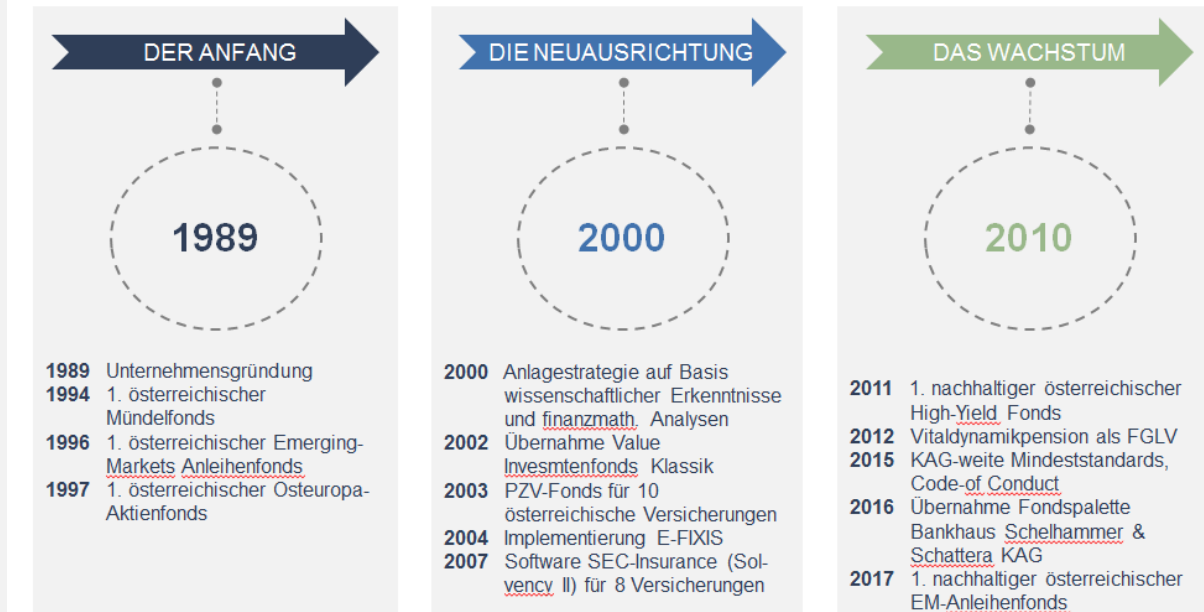 DER ANFANG
1989
1989 Unternehmensgründung
1994 1. österreichischer
Mündelfonds
1996 1. österreichischer Emerging-
Markets Anleihenfonds
1997 1. österreichischer Osteuropa-
Aktienfonds
DIE NEUAUSRICHTUNG
2000
2000 Anlagestrategie auf Basis
wissenschaftlicher Erkenntnisse
und finanzmath. Analysen
2002 Übernahme Value
Invesmtenfonds Klassik
2003 PZV-Fonds für 10
österreichische Versicherungen
2004 Implementierung E-FIXIS
2007 Software SEC-Insurance (Sol-
vency II) für 8 Versicherungen
DAS WACHSTUM
2010
2011 1. nachhaltiger österreichischer
High-Yield Fonds
2012 Vitaldynamikpension als FGLV
2015 KAG-weite Mindeststandards,
Code-of Conduct
2016 Übernahme Fondspalette
Bankhaus Schelhammer &
Schattera KAG
2017 1. nachhaltiger österreichischer
EM-Anleihenfonds